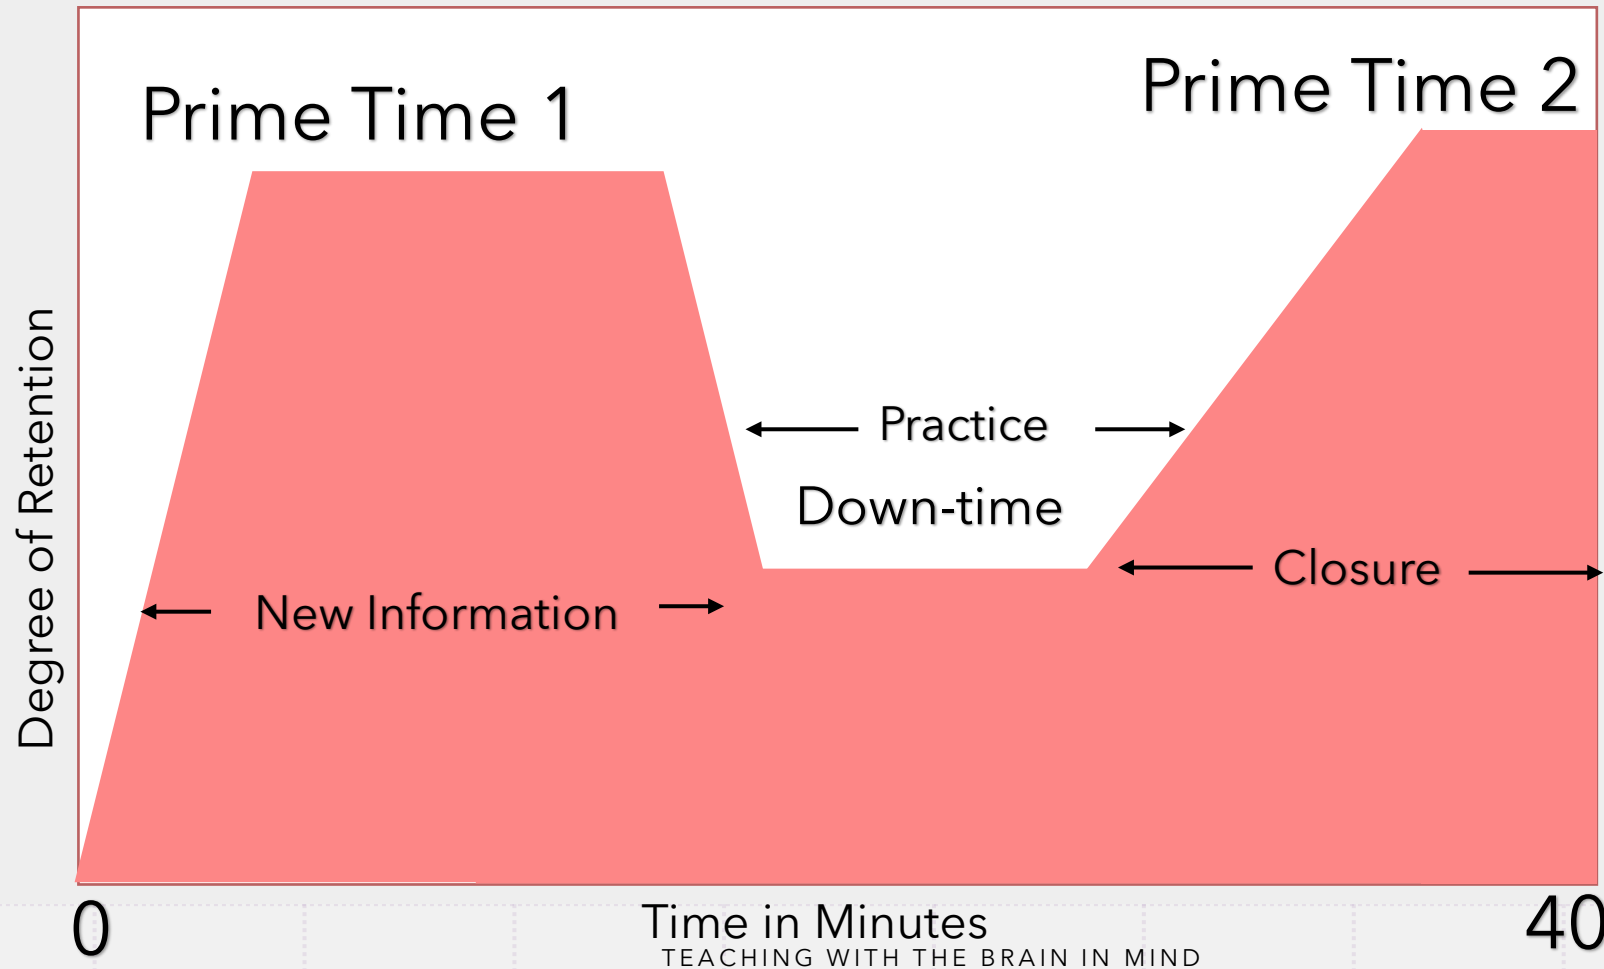 Prime Time 1
Prime Time 2
Degree of Retention
Practice
Down-time
New Information
Closure
0
Time in Minutes
40
TEACHING WITH THE BRAIN IN MIND